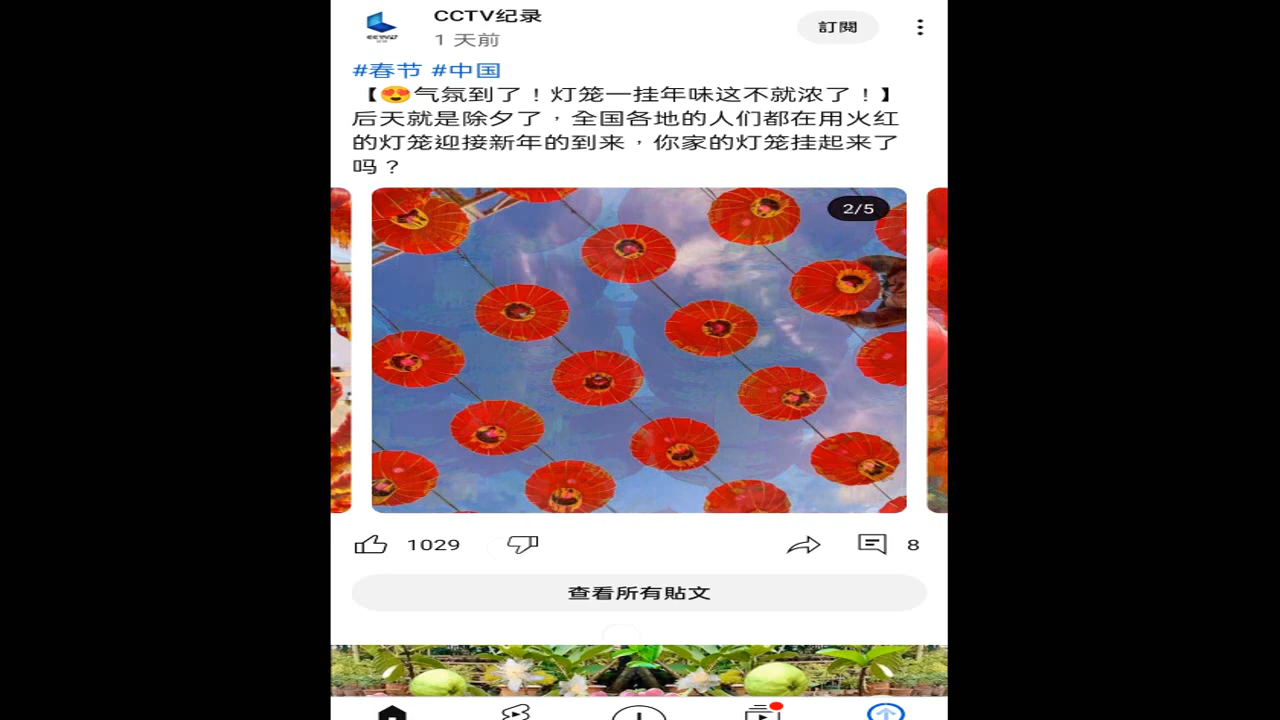 CCTV纪录
1 天前
訂閱
#春节 #中国
【😍气氛到了！灯笼一挂年味这不就浓了！】
后天就是除夕了，全国各地的人们都在用火红
的灯笼迎接新年的到来，你家的灯笼挂起来了
吗？
2/5
1029
8
查看所有貼文